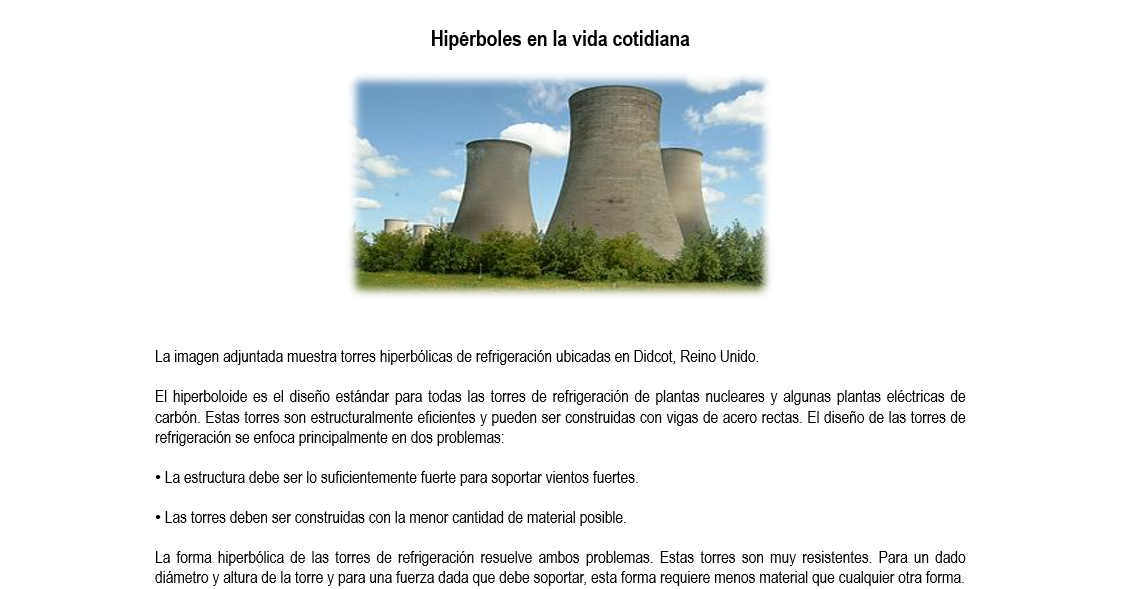 Hipérboles en la vida cotidiana
La imagen adjuntada muestra torres hiperbólicas de refrigeración ubicadas en Didcot, Reino Unido.
El hiperboloide es el diseño estándar para todas las torres de refrigeración de plantas nucleares y algunas plantas eléctricas de
carbón. Estas torres son estructuralmente eficientes y pueden ser construidas con vigas de acero rectas. El diseño de las torres de
refrigeración se enfoca principalmente en dos problemas:
• La estructura debe ser lo suficientemente fuerte para soportar vientos fuertes.
• Las torres deben ser construidas con la menor cantidad de material posible.
La forma hiperbólica de las torres de refrigeración resuelve ambos problemas. Estas torres son muy resistentes. Para un dado
diámetro y altura de la torre y para una fuerza dada que debe soportar, esta forma requiere menos material que cualquier otra forma.